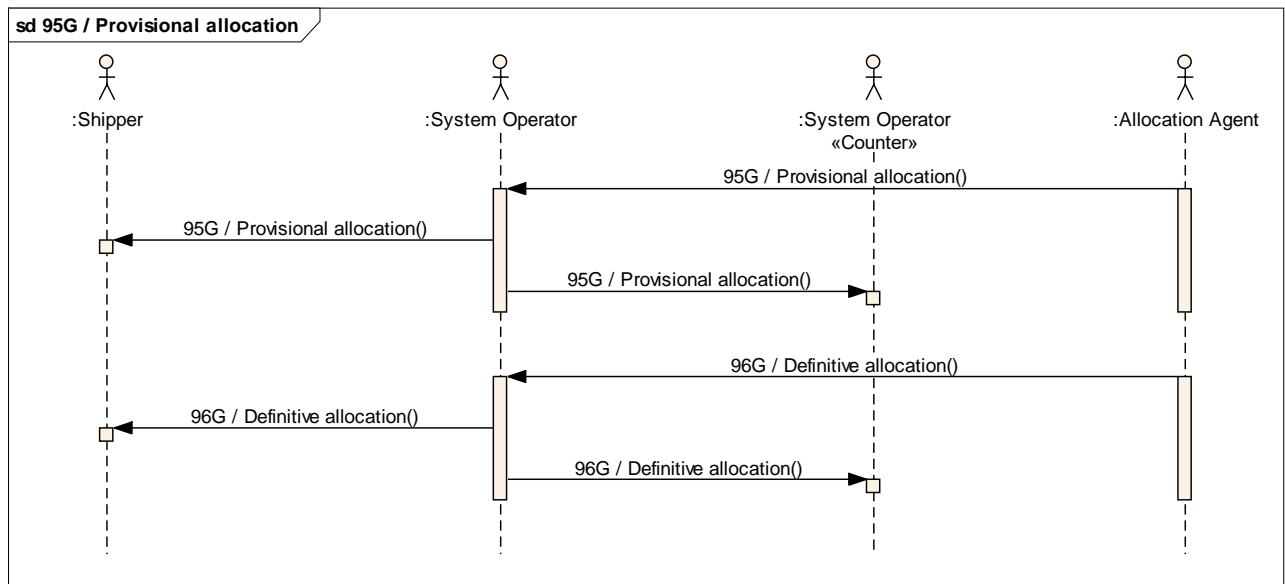 sd 95G / Provisional allocation
:Shipper
:System Operator
:System Operator
«Counter»
:Allocation Agent
95G / Provisional allocation()
95G / Provisional allocation()
95G / Provisional allocation()
96G / Definitive allocation()
96G / Definitive allocation()
96G / Definitive allocation()